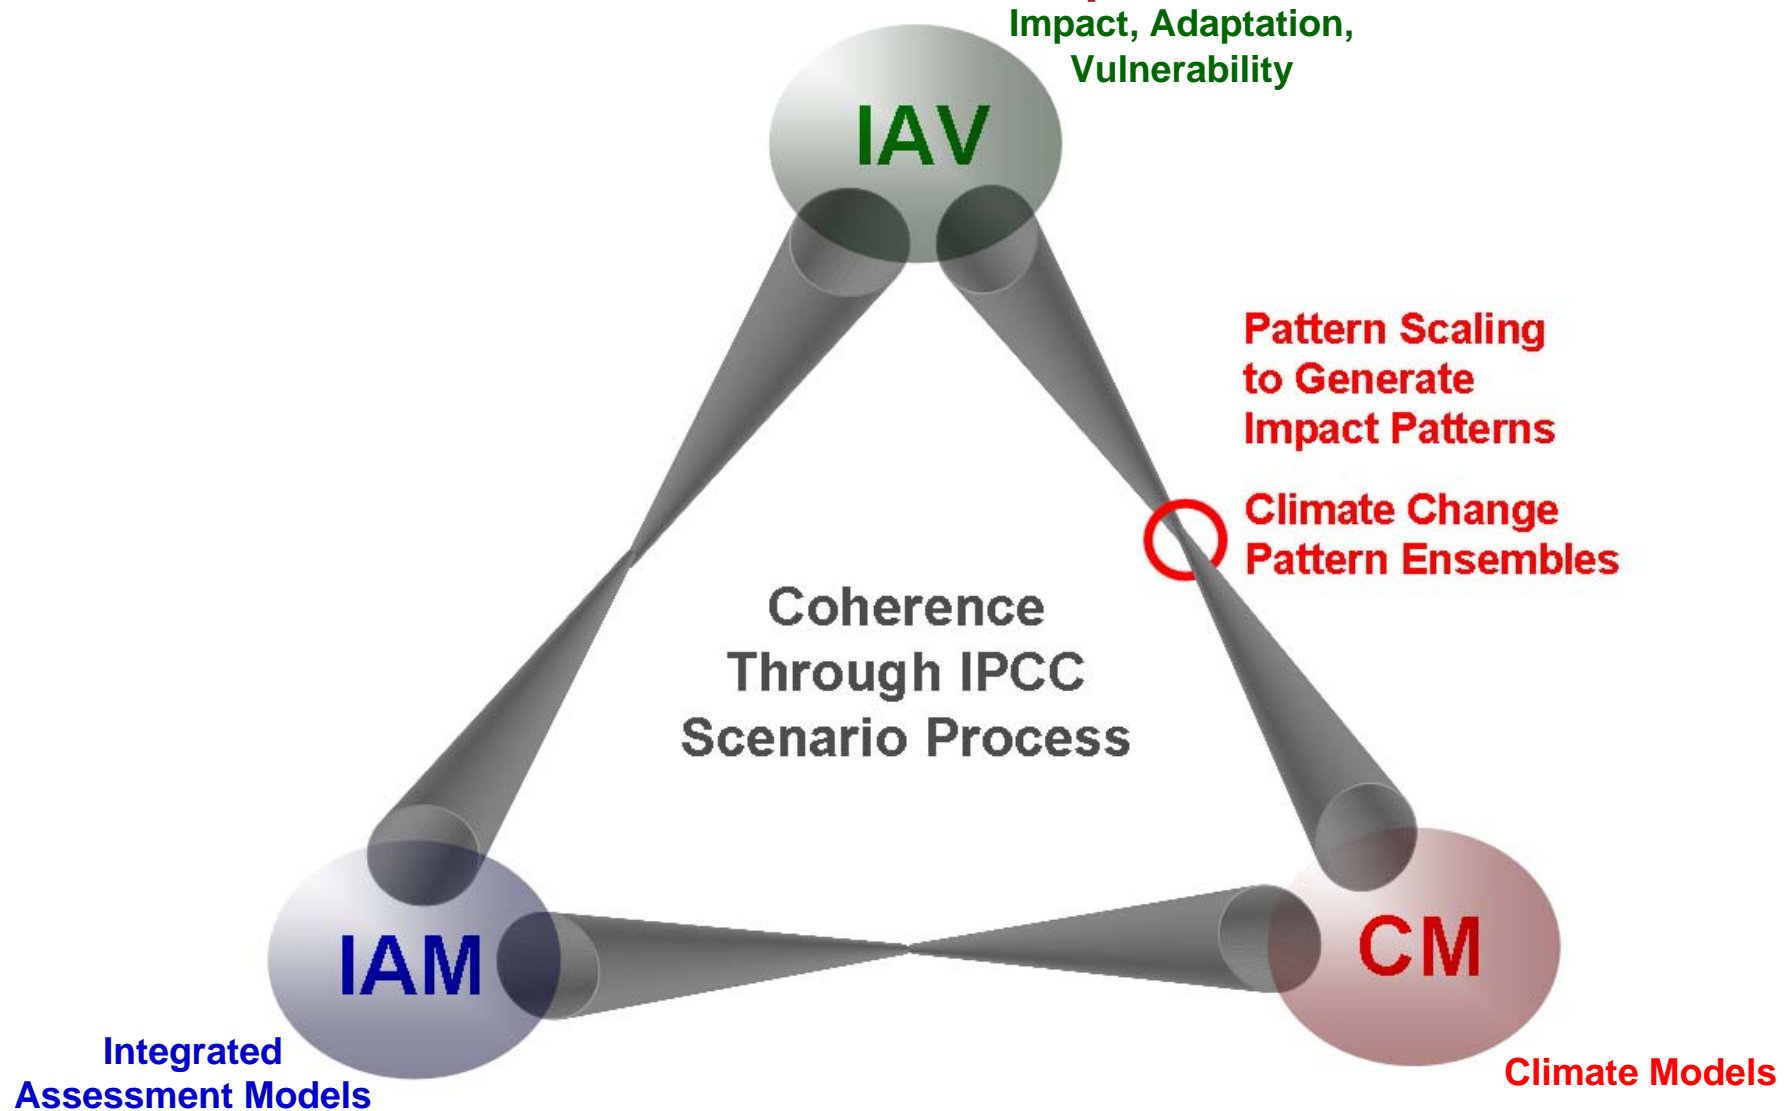 Impact, Adaptation,
Vulnerability
IAV
Pattern Scaling
to Generate
Impact Patterns
Climate Change
Pattern Ensembles
Coherence
Through IPCC
Scenario Process
IAM
CM
Integrated
Assessment Models
Climate Models